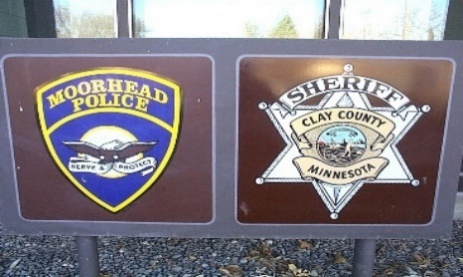 MOORHEAD
POLICE
SERVE & PROTECT
SHERIFF
CLAY COUNTY
MINNESOTA